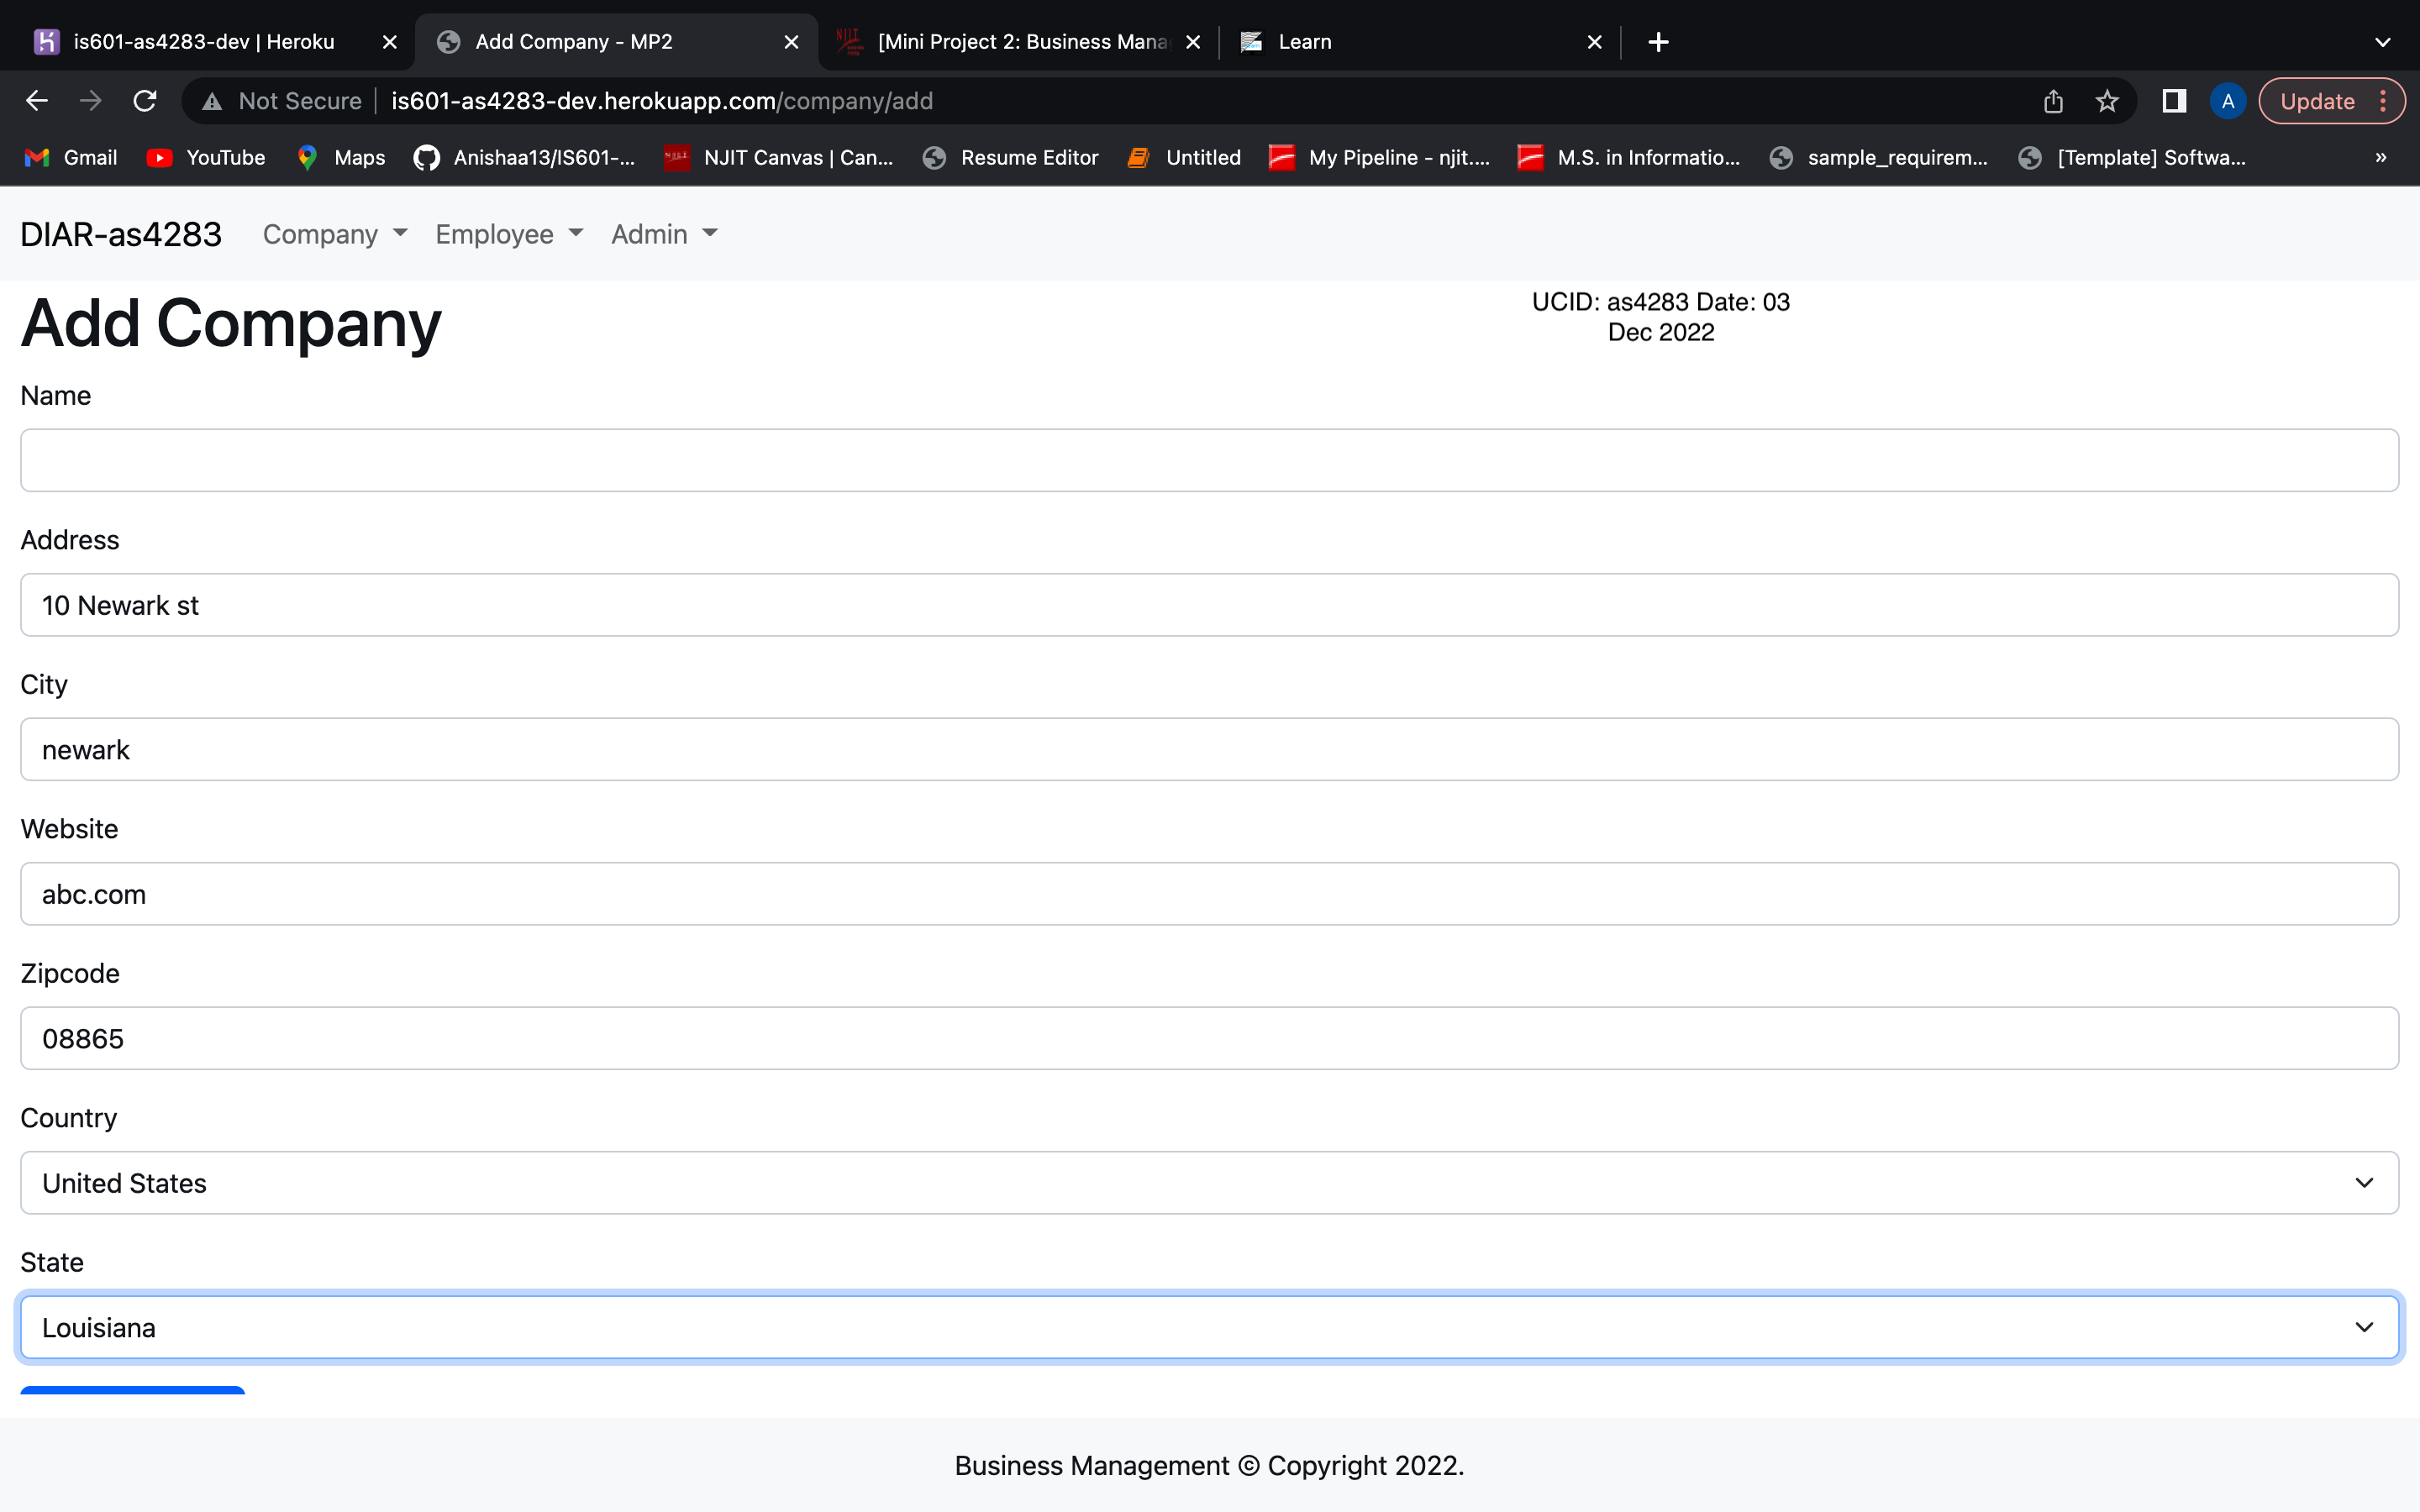 is601-as4283-dev | Heroku
Add Company - MP2
[Mini Project 2: Business Mana
Learn
Not Secure
is601-as4283-dev.herokuapp.com/company/add
A
Update
Gmail
YouTube
Maps
Anishaa13/IS601-...
NJIT Canvas | Can...
Resume Editor
Untitled
My Pipeline - njit....
M.S. in Informatio...
sample_requirem...
[Template] Softwa...
»
DIAR-as4283
Company
Employee
Admin
Add Company
UCID: as4283 Date: 03
Dec 2022
Name
Address
10 Newark st
City
newark
Website
abc.com
Zipcode
08865
Country
United States
State
Louisiana
Business Management © Copyright 2022.